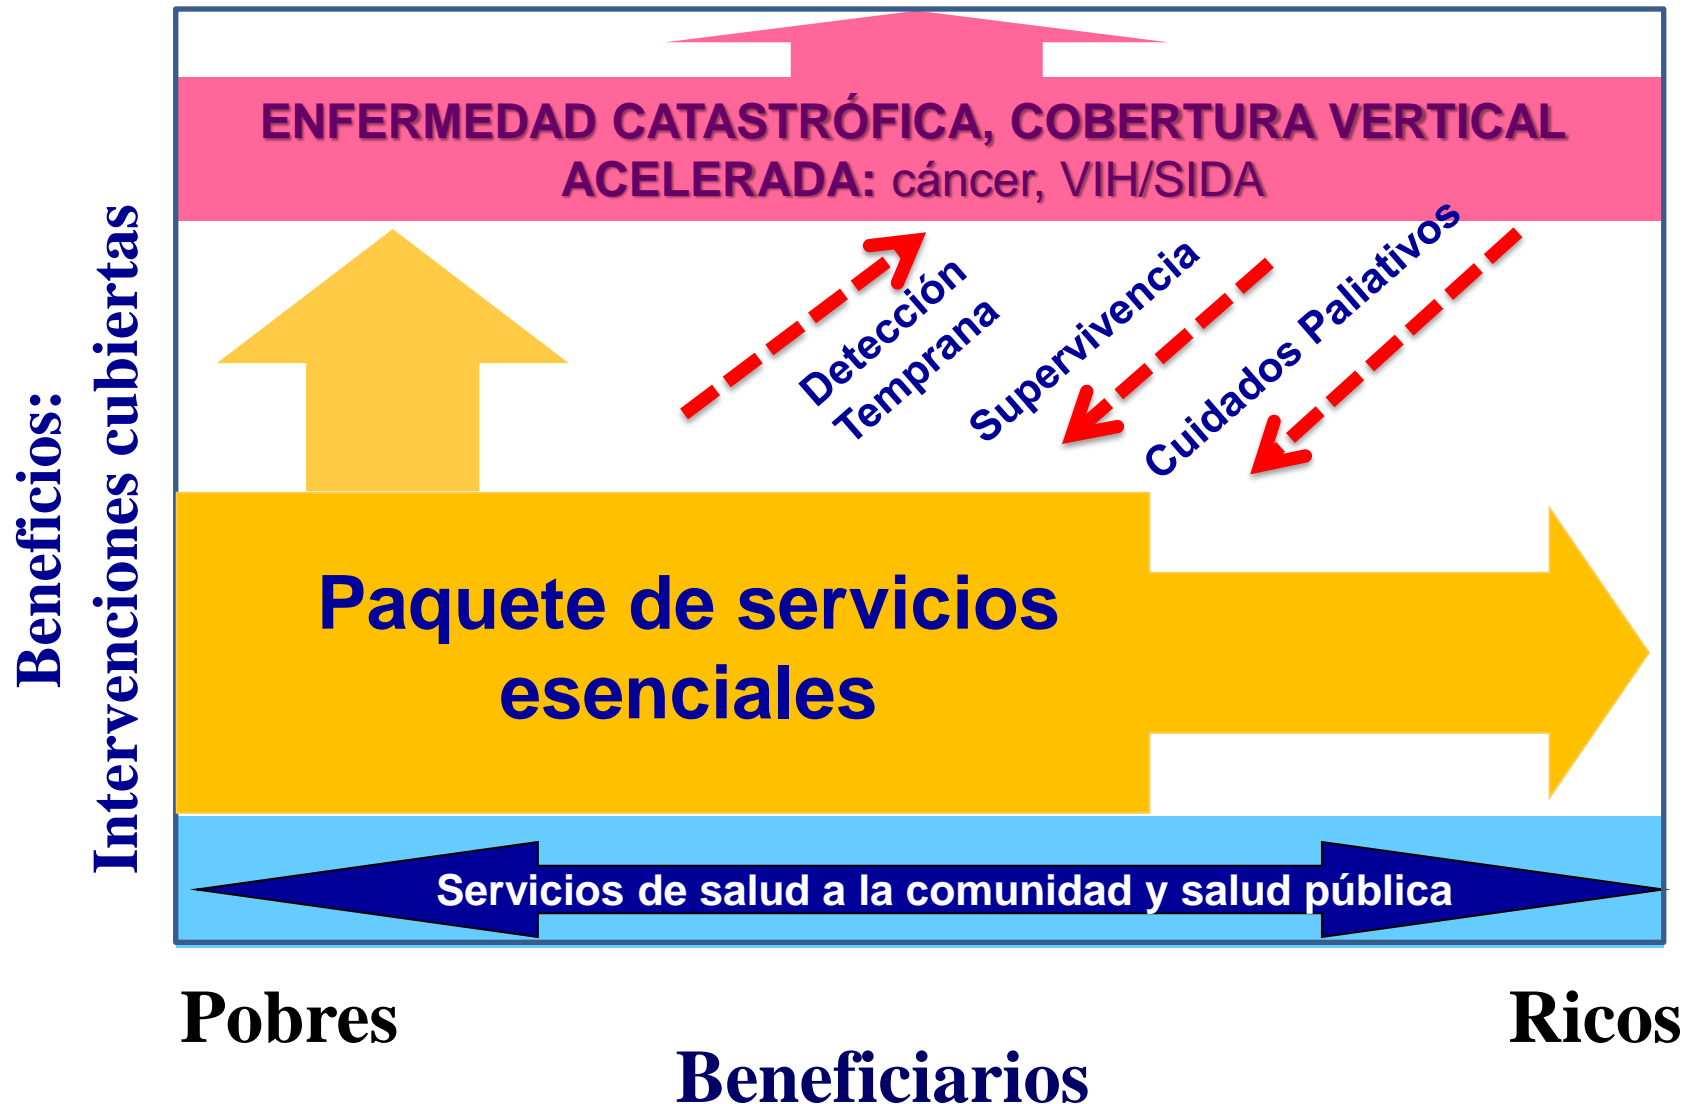 ENFERMEDAD CATASTRÓFICA, COBERTURA VERTICAL
ACELERADA: cáncer, VIH/SIDA
Beneficios:
Intervenciones cubiertas
Detección
Temprana
Supervivencia
Cuidados Paliativos
Paquete de servicios
esenciales
Servicios de salud a la comunidad y salud pública
Pobres
Ricos
Beneficiarios